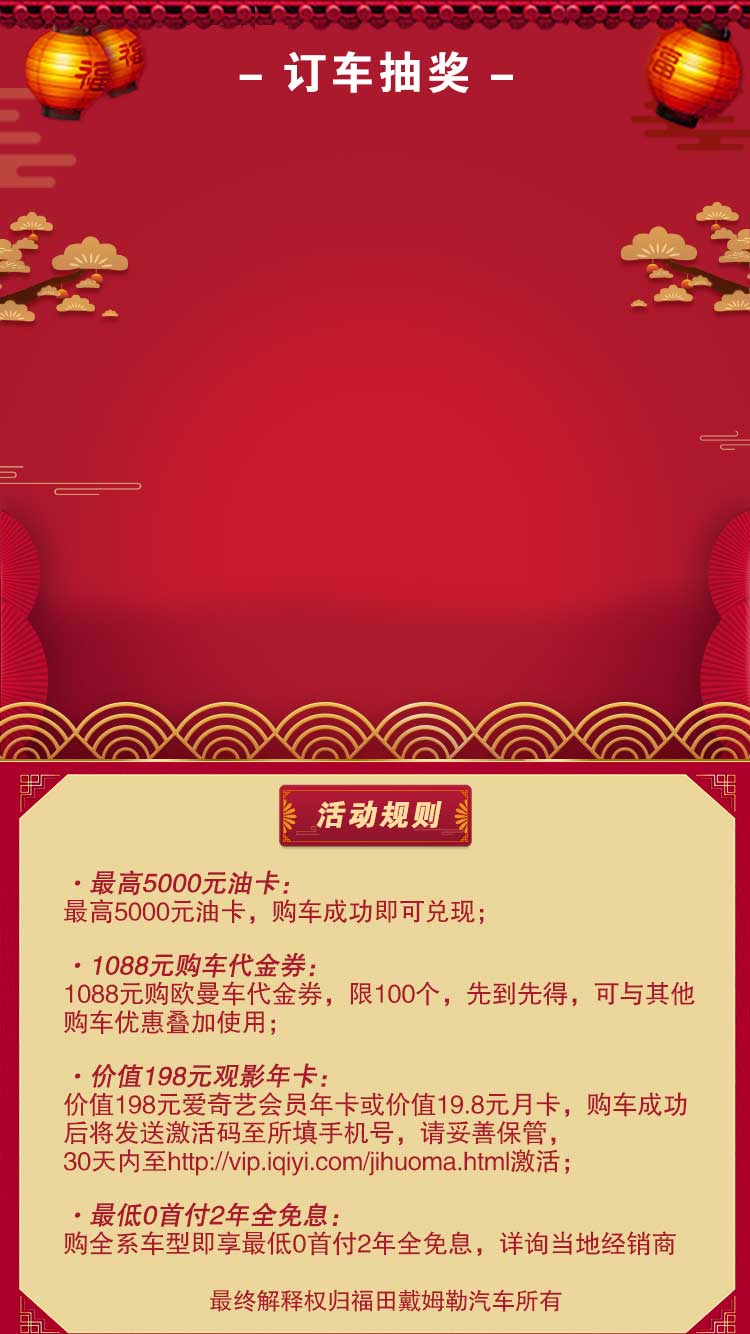 福 福 福
– 订车抽奖 –
活动规则
·最高5000元油卡：
最高5000元油卡，购车成功即可兑现；
·1088元购车代金券：
1088元购欧曼车代金券，限100个，先到先得，可与其他
购车优惠叠加使用；
·价值198元观影年卡：
价值198元爱奇艺会员年卡或价值19.8元月卡，购车成功
后将发送激活码至所填手机号，请妥善保管，
30天内至http://vip.iqiyi.com/jihuoma.html激活；
·最低0首付2年全免息：
购全系车型即享最低0首付2年全免息，详询当地经销商
最终解释权归福田戴姆勒汽车所有